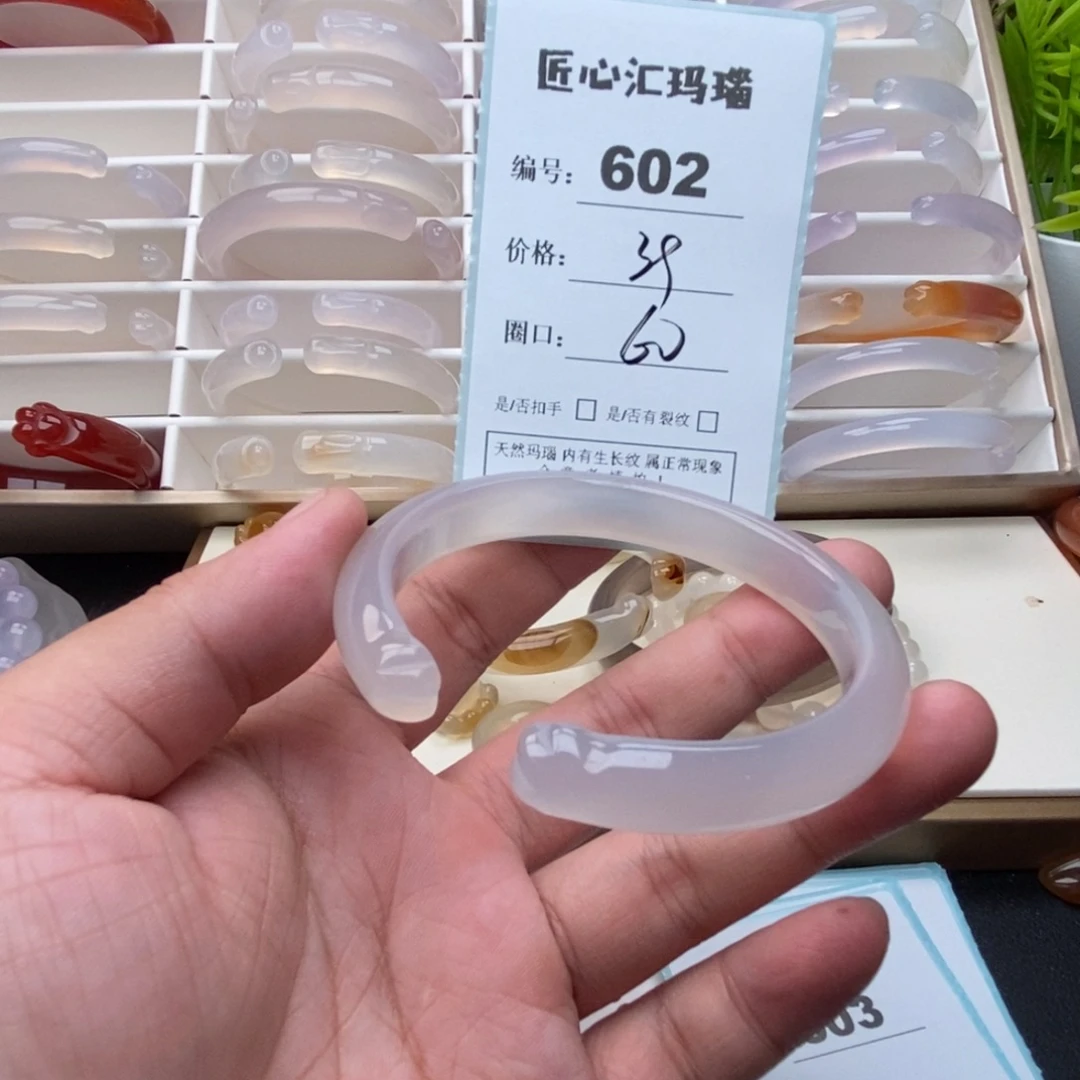 匠心汇玛瑙
编号: 602
价格:
圈口: 60
是/否扣手 □ 是/否有裂纹 □
天然玛瑙 内有生长纹 属正常现象